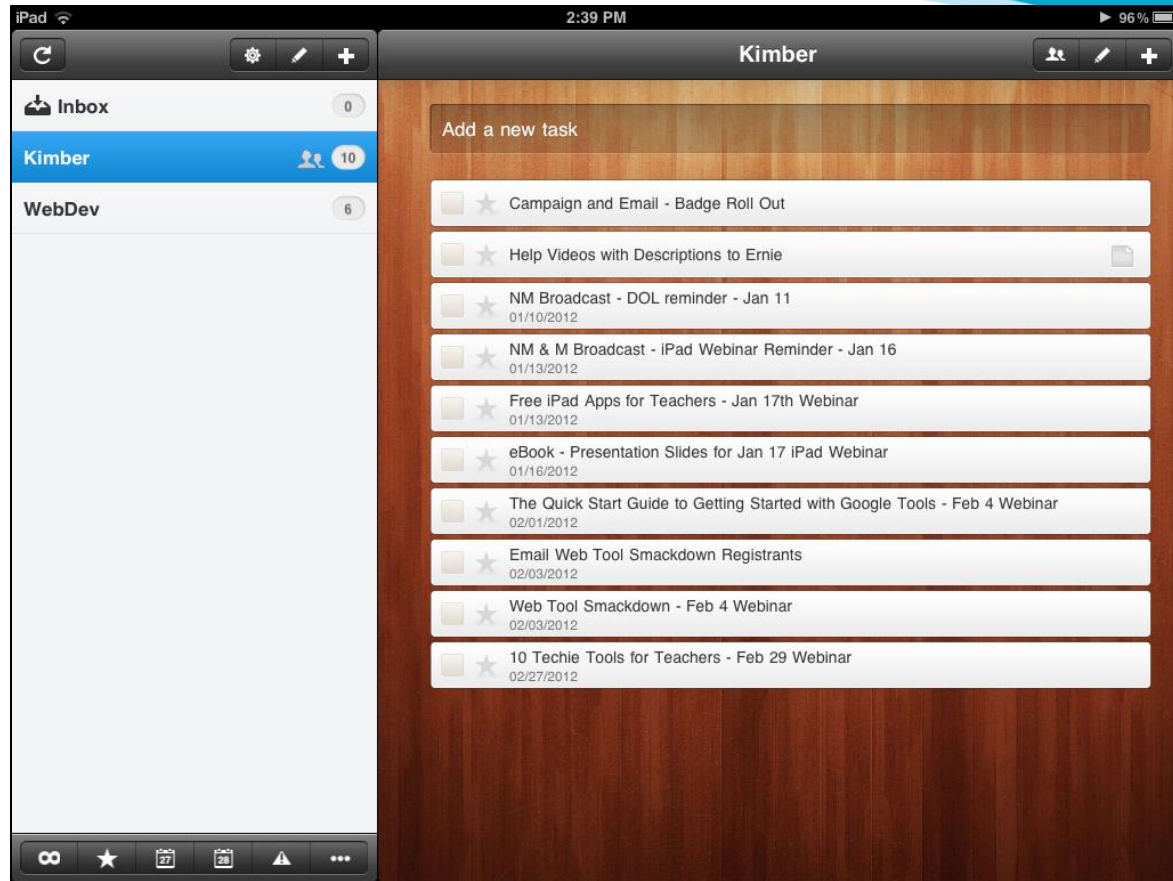 iPad 2:39 PM 96%
Kimber
Inbox 0
Kimber 10
WebDev 6
Add a new task
Campaign and Email - Badge Roll Out
Help Videos with Descriptions to Ernie
NM Broadcast - DOL reminder - Jan 11
01/10/2012
NM & M Broadcast - iPad Webinar Reminder - Jan 16
01/13/2012
Free iPad Apps for Teachers - Jan 17th Webinar
01/13/2012
eBook - Presentation Slides for Jan 17 iPad Webinar
01/16/2012
The Quick Start Guide to Getting Started with Google Tools - Feb 4 Webinar
02/01/2012
Email Web Tool Smackdown Registrants
02/03/2012
Web Tool Smackdown - Feb 4 Webinar
02/03/2012
10 Techie Tools for Teachers - Feb 29 Webinar
02/27/2012
27 28